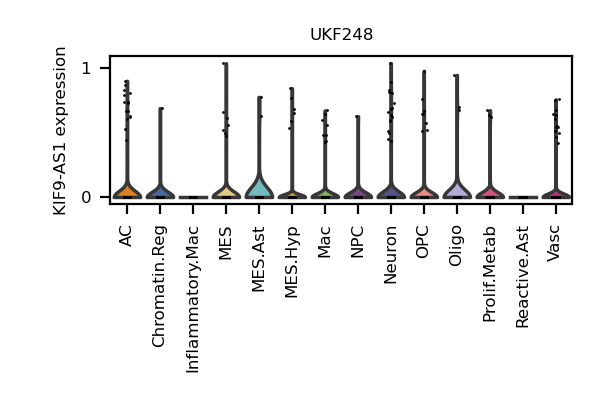 UKF248
KIF9-AS1 expression
1
0
AC
Chromatin.Reg
Inflammatory.Mac
MES
MES.Ast
MES.Hyp
Mac
NPC
Neuron
OPC
Oligo
Prolif.Metab
Reactive.Ast
Vasc